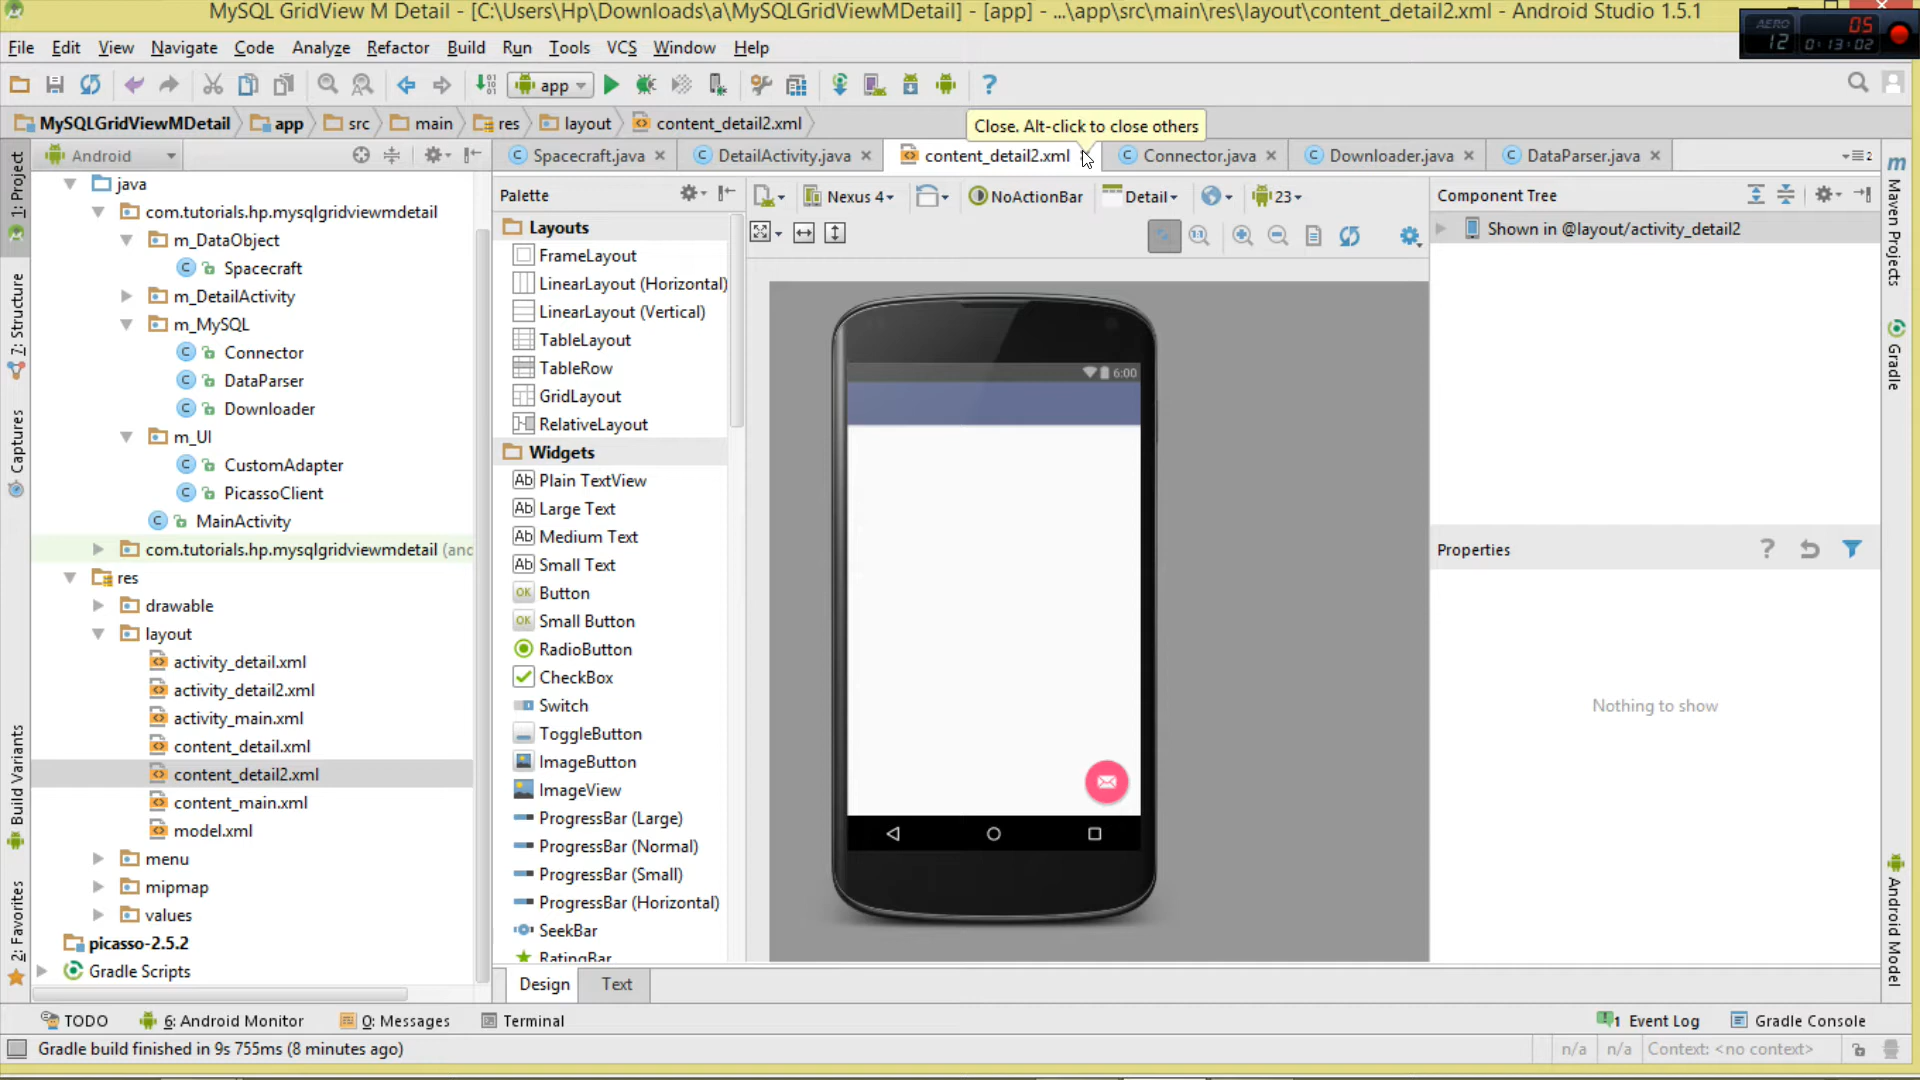 MySQL GridView M Detail - [C:\Users\Hp\Downloads\a\MySQLGridViewMDetail] - [app] - ...\app\src\main\res\layout\content_detail2.xml - Android Studio 1.5.1
AERO
12
05
0:13:02
File Edit View Navigate Code Analyze Refactor Build Run Tools VCS Window Help
app
MySQLGridViewMDetail app src main res layout content_detail2.xml
Close. Alt-click to close others
Android
Spacecraft.java DetailActivity.java content_detail2.xml Connector.java Downloader.java DataParser.java
1: Project
7: Structure
Captures
Build Variants
2: Favorites
java
com.tutorials.hp.mysqlgridviewmdetail
m_DataObject
Spacecraft
m_DetailActivity
m_MySQL
Connector
DataParser
Downloader
m_UI
CustomAdapter
PicassoClient
MainActivity
com.tutorials.hp.mysqlgridviewmdetail (and
res
drawable
layout
activity_detail.xml
activity_detail2.xml
activity_main.xml
content_detail.xml
content_detail2.xml
content_main.xml
model.xml
menu
mipmap
values
picasso-2.5.2
Gradle Scripts
Palette
Layouts
FrameLayout
LinearLayout (Horizontal)
LinearLayout (Vertical)
TableLayout
TableRow
GridLayout
RelativeLayout
Widgets
Plain TextView
Large Text
Medium Text
Small Text
Button
Small Button
RadioButton
CheckBox
Switch
ToggleButton
ImageButton
ImageView
ProgressBar (Large)
ProgressBar (Normal)
ProgressBar (Small)
ProgressBar (Horizontal)
SeekBar
RatingBar
Nexus 4 NoActionBar Detail 23
6:00
Design Text
Component Tree
Shown in @layout/activity_detail2
Properties
Nothing to show
Maven Projects
Gradle
Android Model
TODO 6: Android Monitor 0: Messages Terminal
1 Event Log Gradle Console
Gradle build finished in 9s 755ms (8 minutes ago)
n/a n/a Context: <no context>